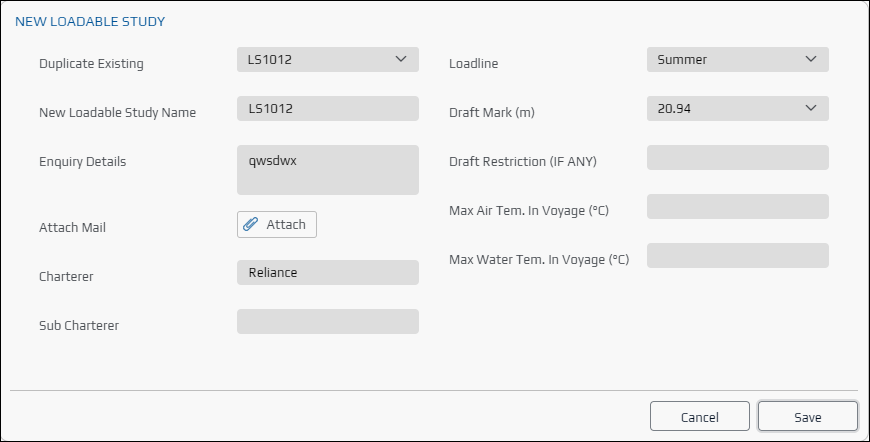 NEW LOADABLE STUDY
Duplicate Existing
LS1012
New Loadable Study Name
LS1012
Enquiry Details
qwsdwx
Attach Mail
Attach
Charterer
Reliance
Sub Charterer
Loadline
Summer
Draft Mark (m)
20.94
Draft Restriction (IF ANY)
Max Air Tem. In Voyage (°C)
Max Water Tem. In Voyage (°C)
Cancel
Save